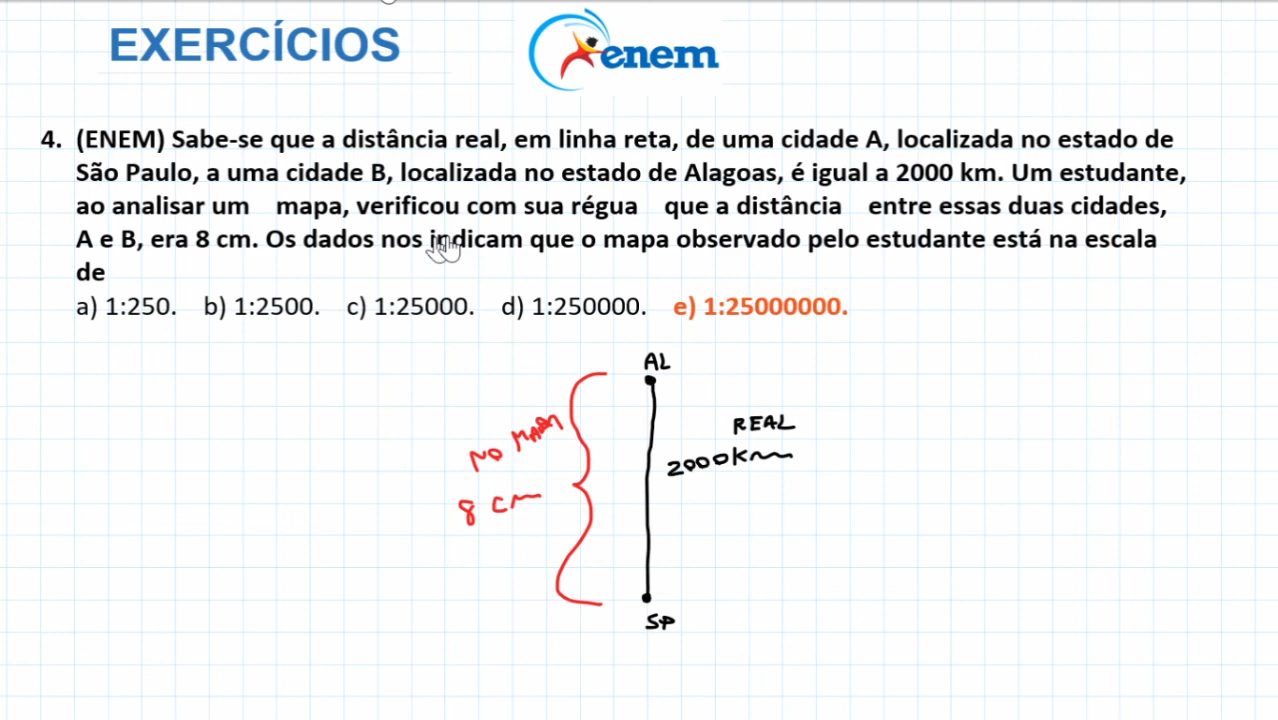 EXERCÍCIOS
enem
4. (ENEM) Sabe-se que a distância real, em linha reta, de uma cidade A, localizada no estado de
São Paulo, a uma cidade B, localizada no estado de Alagoas, é igual a 2000 km. Um estudante,
ao analisar um mapa, verificou com sua régua que a distância entre essas duas cidades,
A e B, era 8 cm. Os dados nos indicam que o mapa observado pelo estudante está na escala
de
a) 1:250. b) 1:2500. c) 1:25000. d) 1:250000. e) 1:25000000.
AL
REAL
NO MAPA
2000km
8 cm
SP